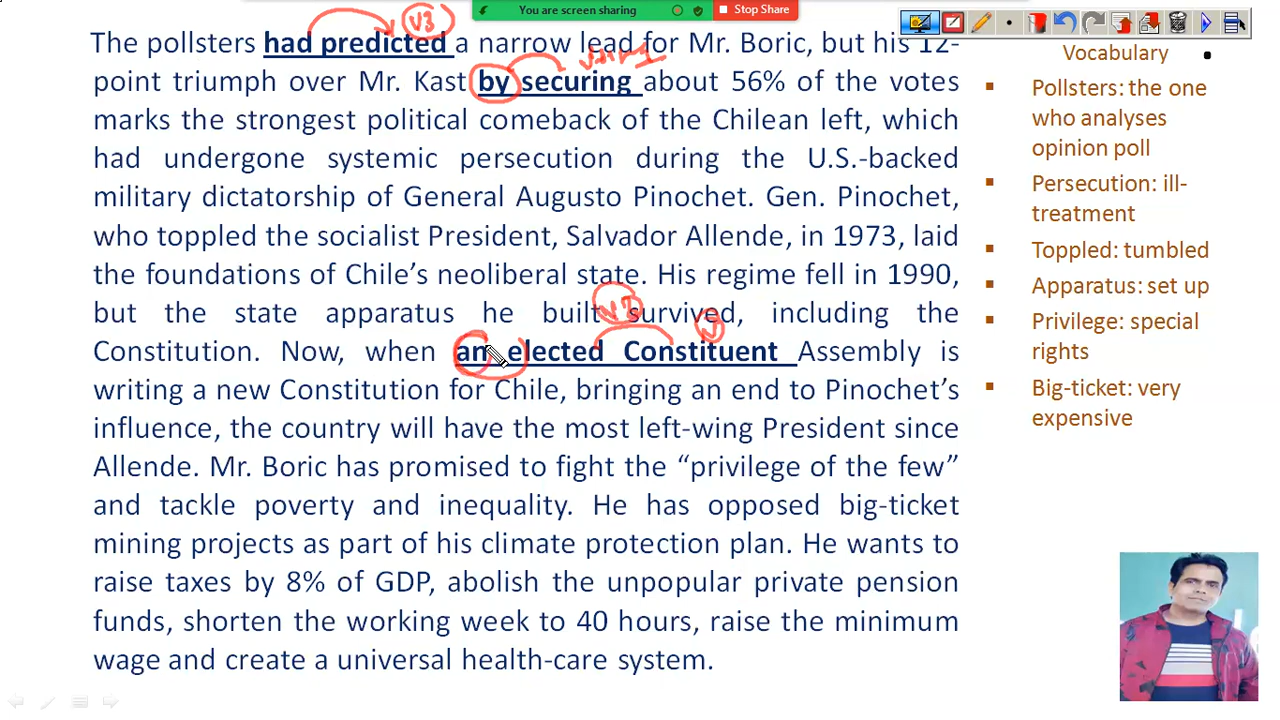 You are screen sharing
Stop Share
The pollsters had predicted a narrow lead for Mr. Boric, but his 12-
point triumph over Mr. Kast by securing about 56% of the votes
marks the strongest political comeback of the Chilean left, which
had undergone systemic persecution during the U.S.-backed
military dictatorship of General Augusto Pinochet. Gen. Pinochet,
who toppled the socialist President, Salvador Allende, in 1973, laid
the foundations of Chile's neoliberal state. His regime fell in 1990,
but the state apparatus he built survived, including the
Constitution. Now, when an elected Constituent Assembly is
writing a new Constitution for Chile, bringing an end to Pinochet's
influence, the country will have the most left-wing President since
Allende. Mr. Boric has promised to fight the “privilege of the few”
and tackle poverty and inequality. He has opposed big-ticket
mining projects as part of his climate protection plan. He wants to
raise taxes by 8% of GDP, abolish the unpopular private pension
funds, shorten the working week to 40 hours, raise the minimum
wage and create a universal health-care system.
V3
Vocabulary
Pollsters: the one
who analyses
opinion poll
Persecution: ill-
treatment
Toppled: tumbled
Apparatus: set up
Privilege: special
rights
Big-ticket: very
expensive